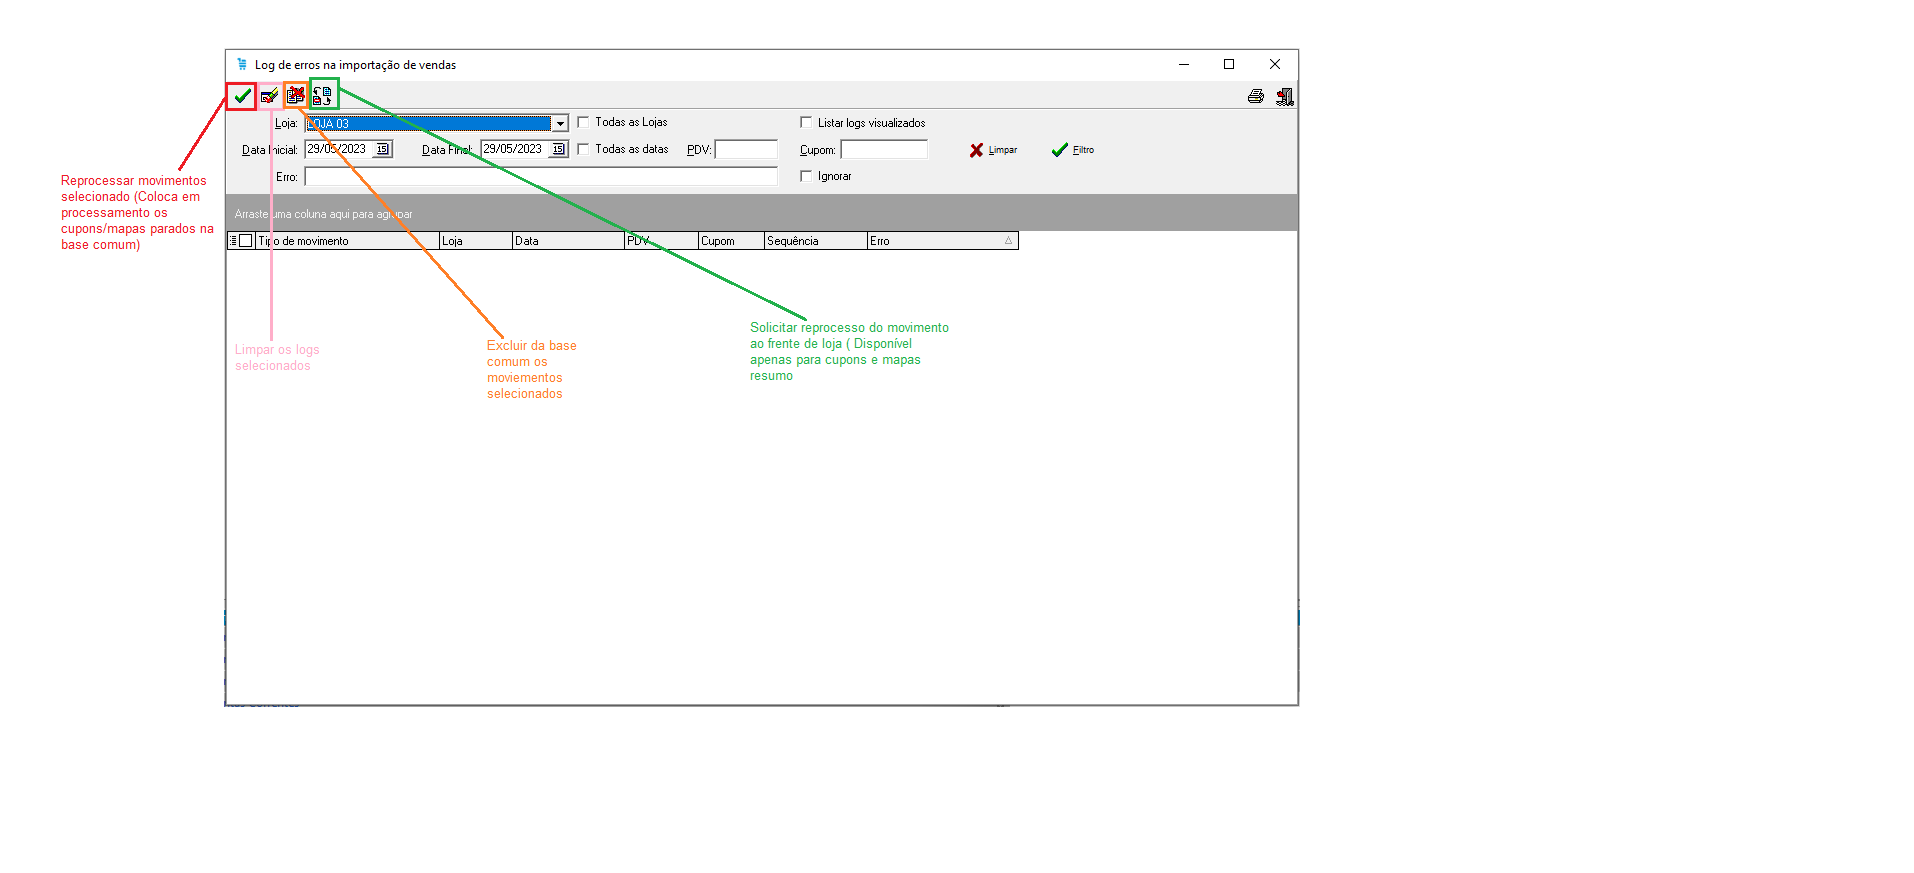 Log de erros na importação de vendas
Loja: LOJA 03 Todas as Lojas Listar logs visualizados
Data Inicial: 29/05/2023 15 Data Final: 29/05/2023 15 Todas as datas PDV: Cupom: Limpar Filtro
Erro: Ignorar
Arraste uma coluna aqui para agrupar
Tipo de movimento Loja Data PDV Cupom Sequência Erro
Reprocessar movimentos
selecionado (Coloca em
processamento os
cupons/mapas parados na
base comum)
Limpar os logs
selecionados
Excluir da base
comum os
moviementos
selecionados
Solicitar reprocesso do movimento
ao frente de loja ( Disponível
apenas para cupons e mapas
resumo